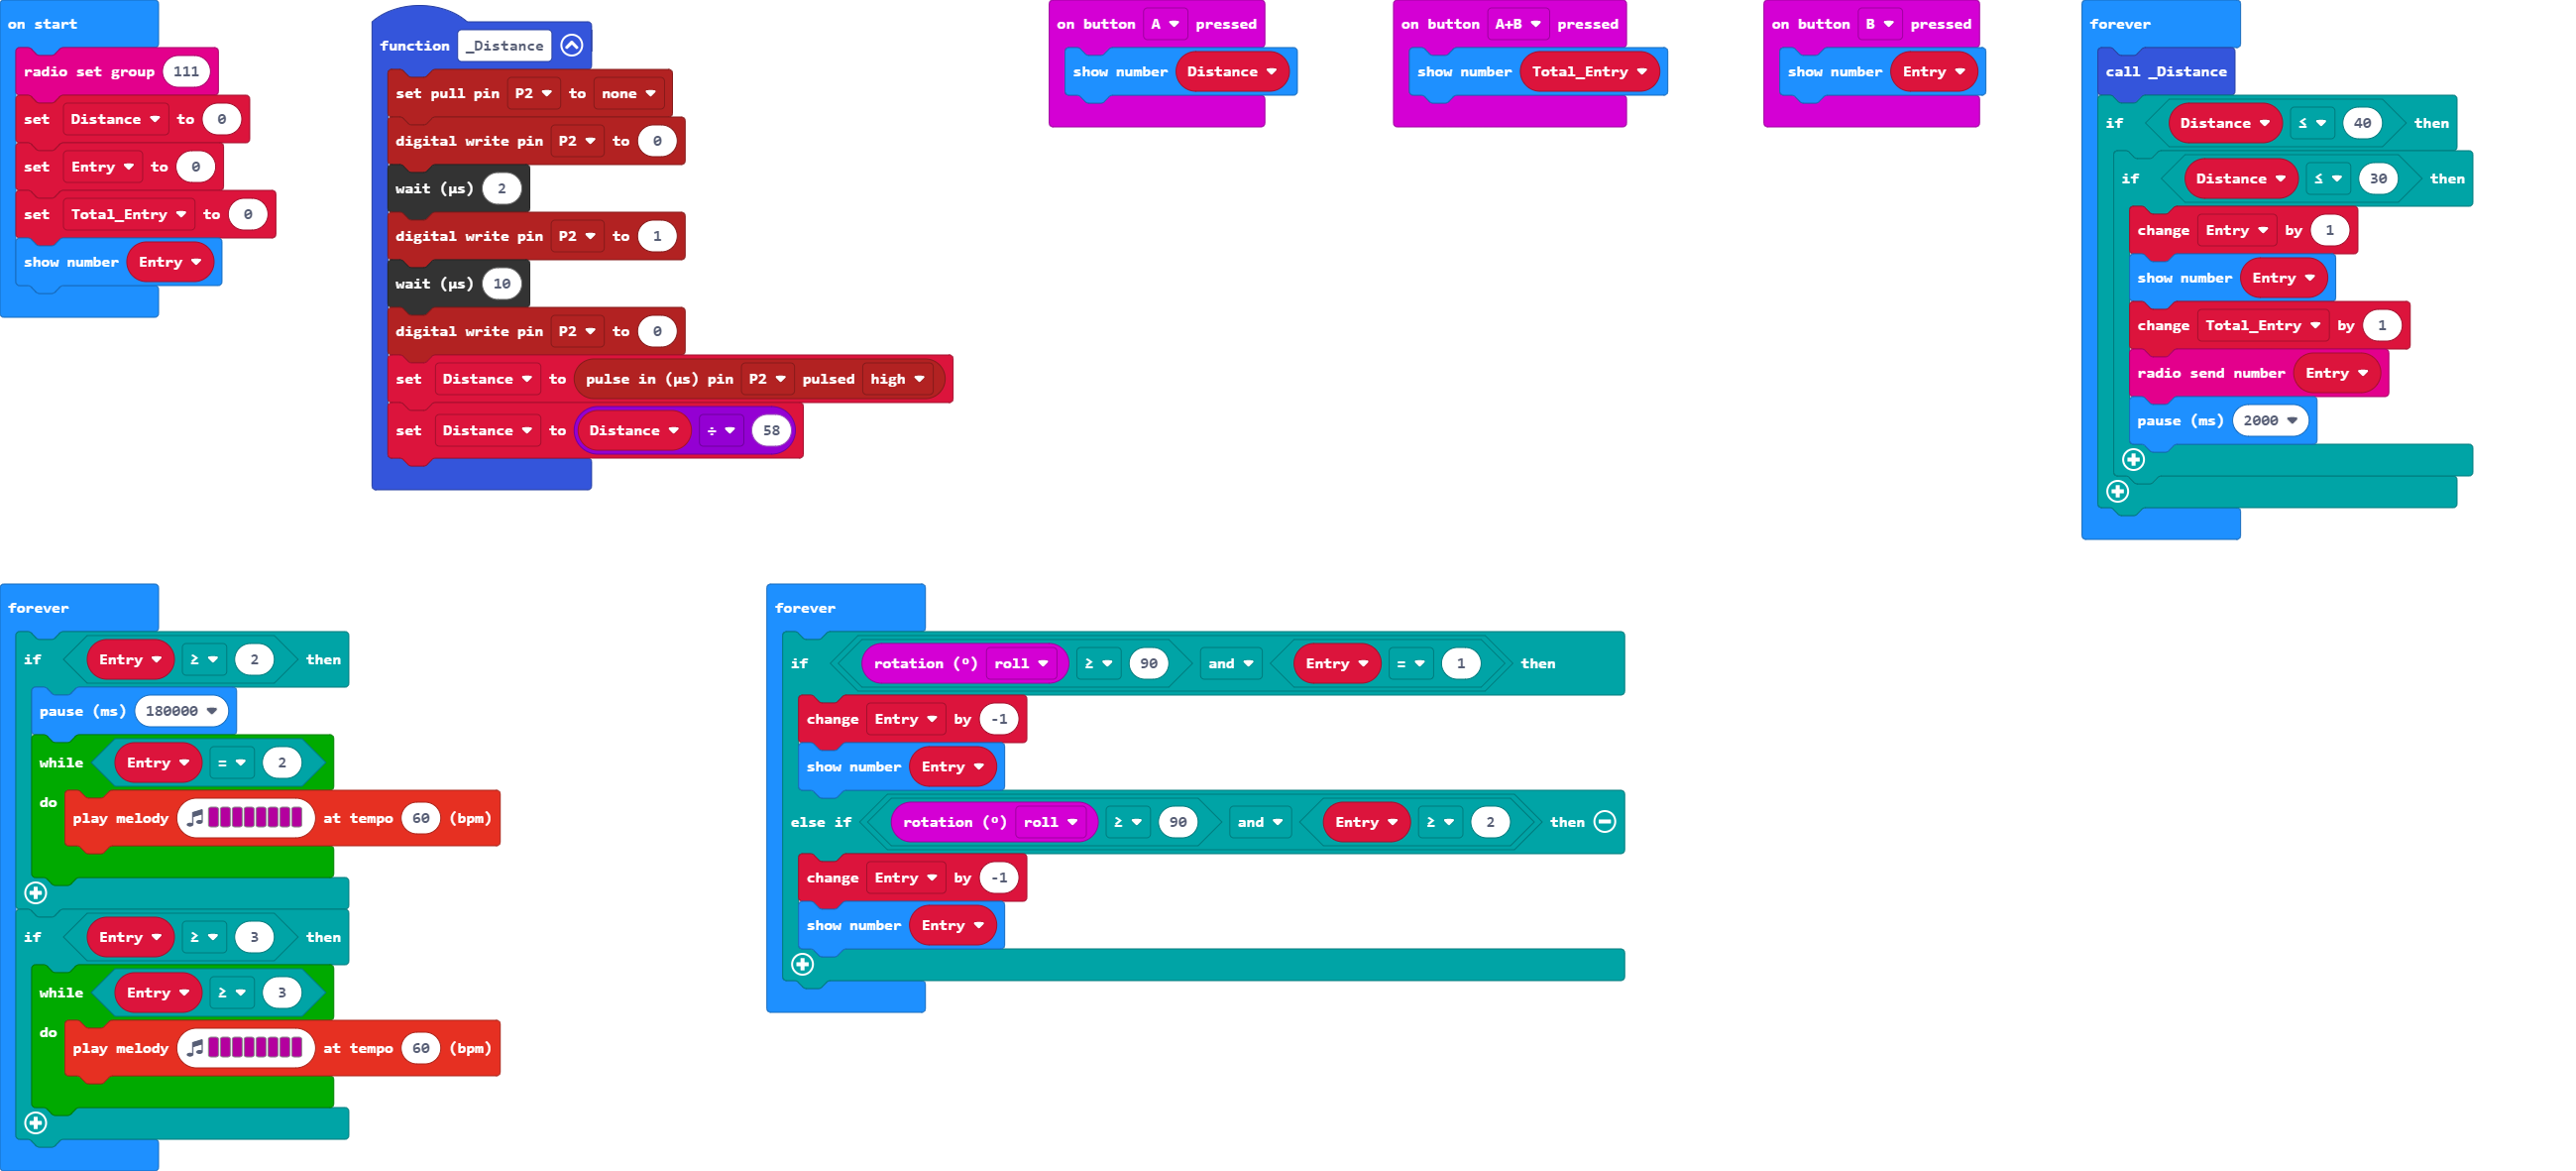 on start
radio set group 111
set Distance to 0
set Entry to 0
set Total_Entry to 0
show number Entry
function _Distance
set pull pin P2 to none
digital write pin P2 to 0
wait (µs) 2
digital write pin P2 to 1
wait (µs) 10
digital write pin P2 to 0
set Distance to pulse in (µs) pin P2 pulsed high
set Distance to Distance ÷ 58
on button A pressed
show number Distance
on button A+B pressed
show number Total_Entry
on button B pressed
show number Entry
forever
call _Distance
if Distance ≤ 40 then
if Distance ≤ 30 then
change Entry by 1
show number Entry
change Total_Entry by 1
radio send number Entry
pause (ms) 2000
forever
if Entry ≥ 2 then
pause (ms) 180000
while Entry = 2
do play melody at tempo 60 (bpm)
if Entry ≥ 3 then
while Entry ≥ 3
do play melody at tempo 60 (bpm)
forever
if rotation (º) roll ≥ 90 and Entry = 1 then
change Entry by -1
show number Entry
else if rotation (º) roll ≥ 90 and Entry ≥ 2 then
change Entry by -1
show number Entry